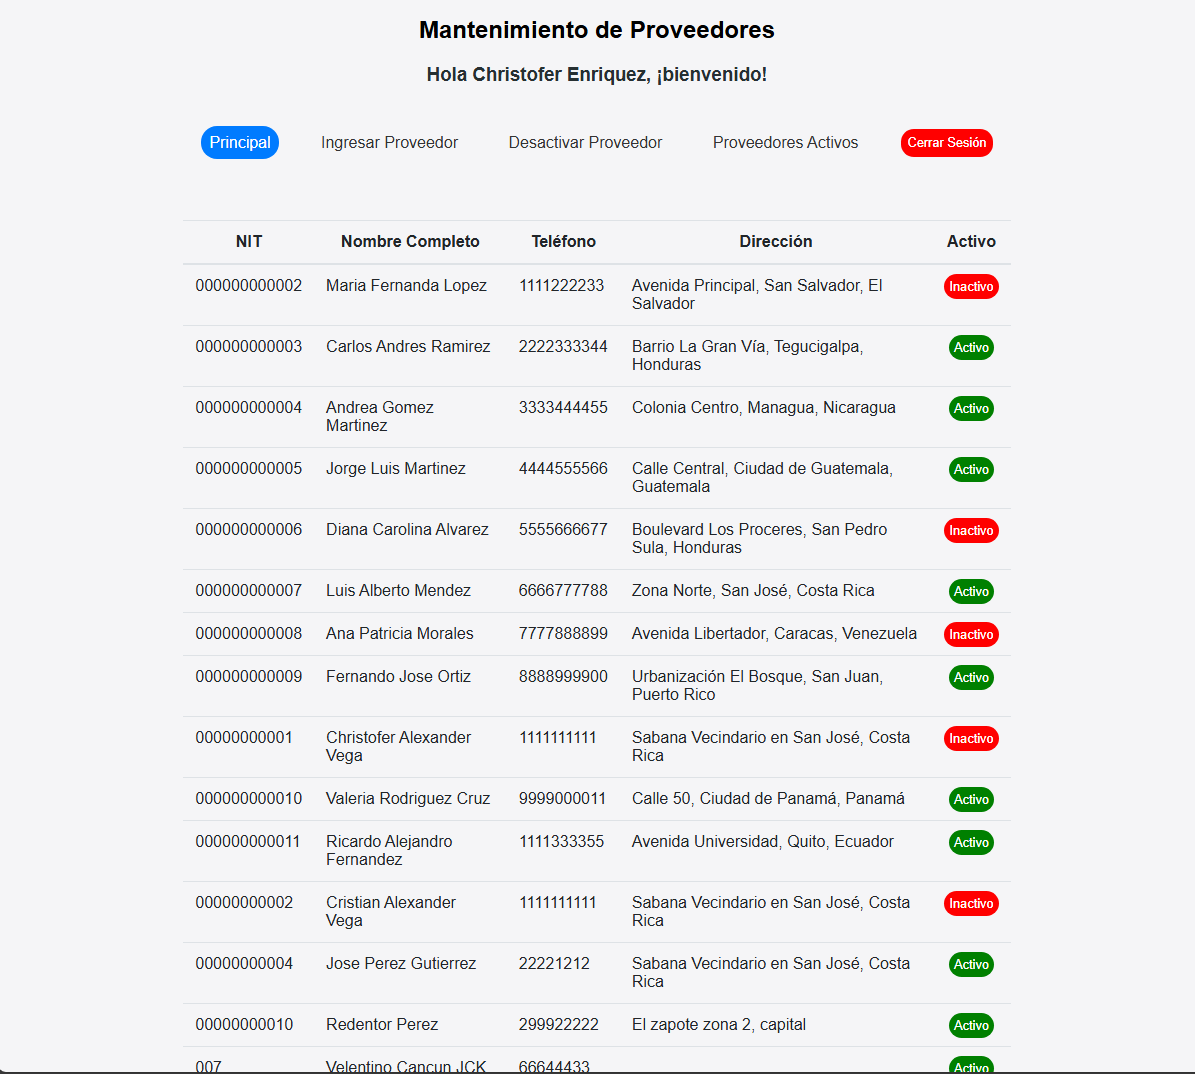 Mantenimiento de Proveedores
Hola Christofer Enriquez, ¡bienvenido!
Principal Ingresar Proveedor Desactivar Proveedor Proveedores Activos Cerrar Sesión
NIT Nombre Completo Teléfono Dirección Activo
000000000002 Maria Fernanda Lopez 1111222233 Avenida Principal, San Salvador, El Inactivo
Salvador
000000000003 Carlos Andres Ramirez 2222333344 Barrio La Gran Vía, Tegucigalpa, Activo
Honduras
000000000004 Andrea Gomez 3333444455 Colonia Centro, Managua, Nicaragua Activo
Martinez
000000000005 Jorge Luis Martinez 4444555566 Calle Central, Ciudad de Guatemala, Activo
Guatemala
000000000006 Diana Carolina Alvarez 5555666677 Boulevard Los Proceres, San Pedro Inactivo
Sula, Honduras
000000000007 Luis Alberto Mendez 6666777788 Zona Norte, San José, Costa Rica Activo
000000000008 Ana Patricia Morales 7777888899 Avenida Libertador, Caracas, Venezuela Inactivo
000000000009 Fernando Jose Ortiz 8888999900 Urbanización El Bosque, San Juan, Activo
Puerto Rico
00000000001 Christofer Alexander 1111111111 Sabana Vecindario en San José, Costa Inactivo
Vega Rica
000000000010 Valeria Rodriguez Cruz 9999000011 Calle 50, Ciudad de Panamá, Panamá Activo
000000000011 Ricardo Alejandro 1111333355 Avenida Universidad, Quito, Ecuador Activo
Fernandez
00000000002 Cristian Alexander 1111111111 Sabana Vecindario en San José, Costa Inactivo
Vega Rica
00000000004 Jose Perez Gutierrez 22221212 Sabana Vecindario en San José, Costa Activo
Rica
00000000010 Redentor Perez 299922222 El zapote zona 2, capital Activo
007 Velentino Cancun JCK 66644433 Activo